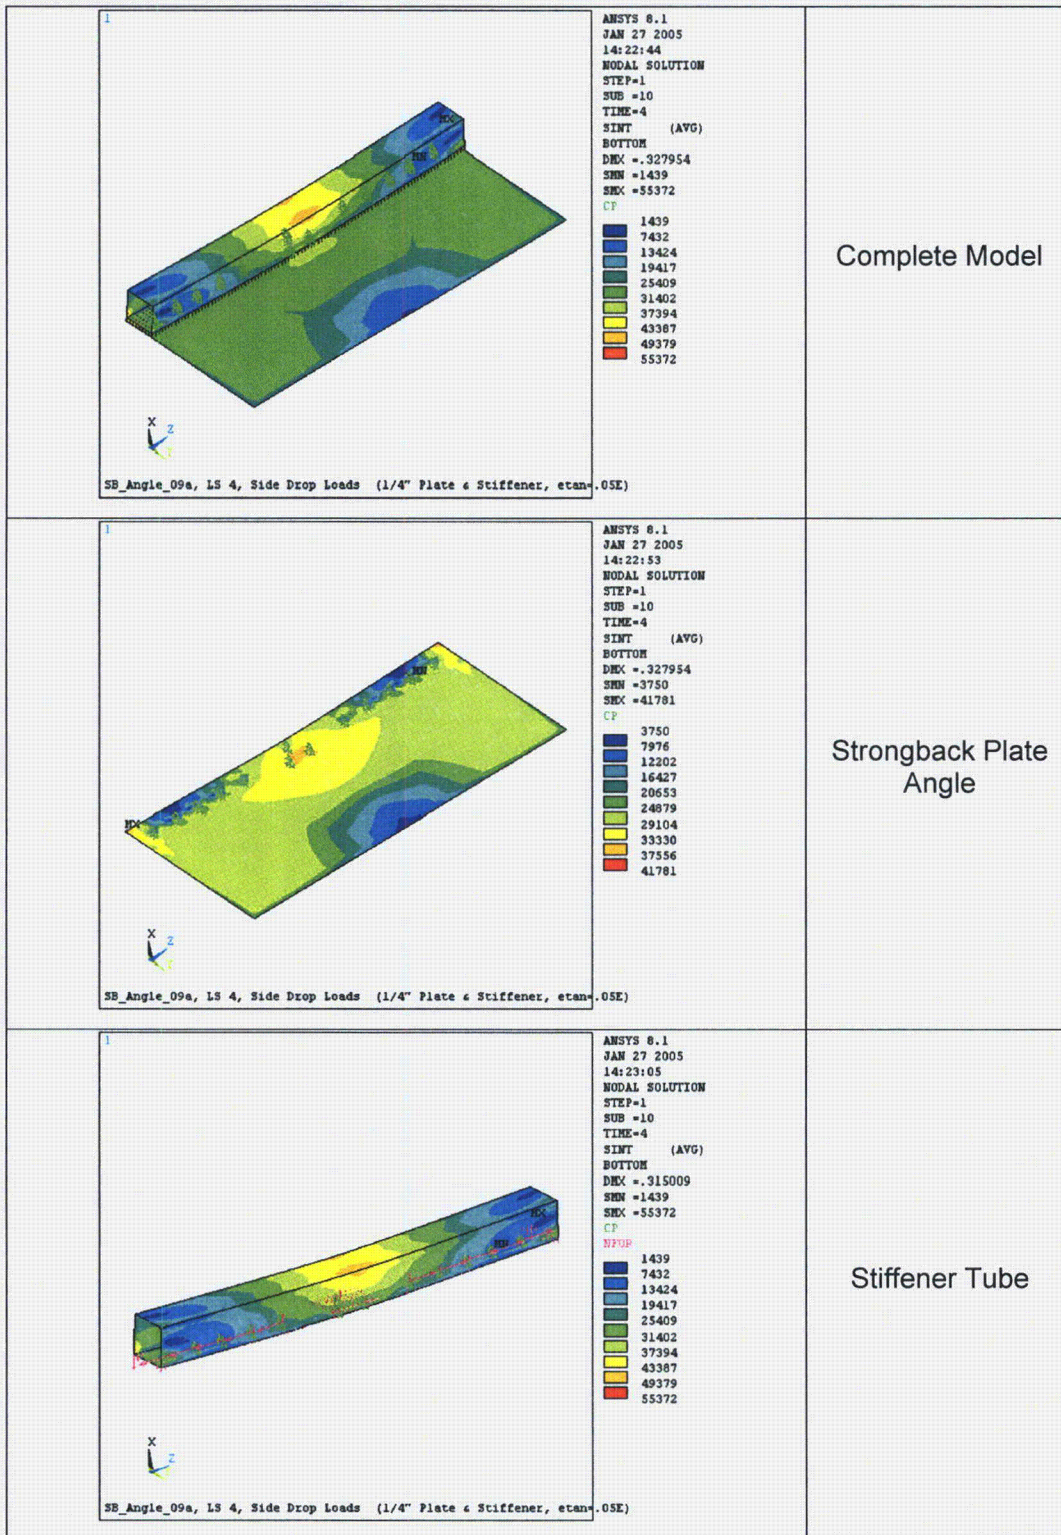 1
ANSYS 8.1
JAN 27 2005
14:22:44
NODAL SOLUTION
STEP=1
SUB =10
TIME=4
SINT (AVG)
BOTTOM
DMX =.327954
SMN =1439
SMX =55372
CP
1439
7432
13424
19417
25409
31402
37394
43387
49379
55372
MX
MN
X
Z
Y
SB_Angle_09a, LS 4, Side Drop Loads (1/4" Plate & Stiffener, etan=.05E)
Complete Model
1
ANSYS 8.1
JAN 27 2005
14:22:53
NODAL SOLUTION
STEP=1
SUB =10
TIME=4
SINT (AVG)
BOTTOM
DMX =.327954
SMN =3750
SMX =41781
CP
3750
7976
12202
16427
20653
24879
29104
33330
37556
41781
MN
MX
X
Z
Y
SB_Angle_09a, LS 4, Side Drop Loads (1/4" Plate & Stiffener, etan=.05E)
Strongback Plate
Angle
1
ANSYS 8.1
JAN 27 2005
14:23:05
NODAL SOLUTION
STEP=1
SUB =10
TIME=4
SINT (AVG)
BOTTOM
DMX =.315009
SMN =1439
SMX =55372
CP
NFOR
1439
7432
13424
19417
25409
31402
37394
43387
49379
55372
MX
MN
X
Z
Y
SB_Angle_09a, LS 4, Side Drop Loads (1/4" Plate & Stiffener, etan=.05E)
Stiffener Tube